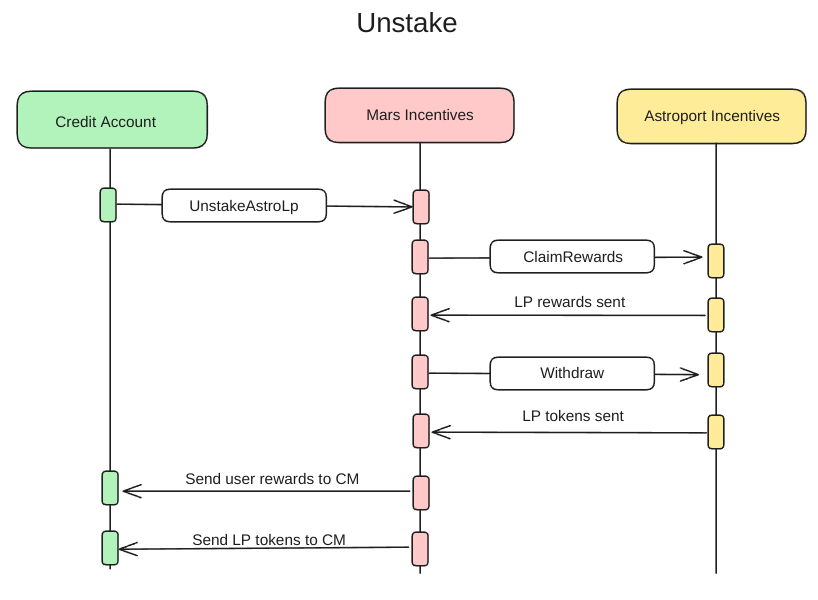 Unstake
Credit Account
Mars Incentives
Astroport Incentives
UnstakeAstroLp
ClaimRewards
LP rewards sent
Withdraw
LP tokens sent
Send user rewards to CM
Send LP tokens to CM